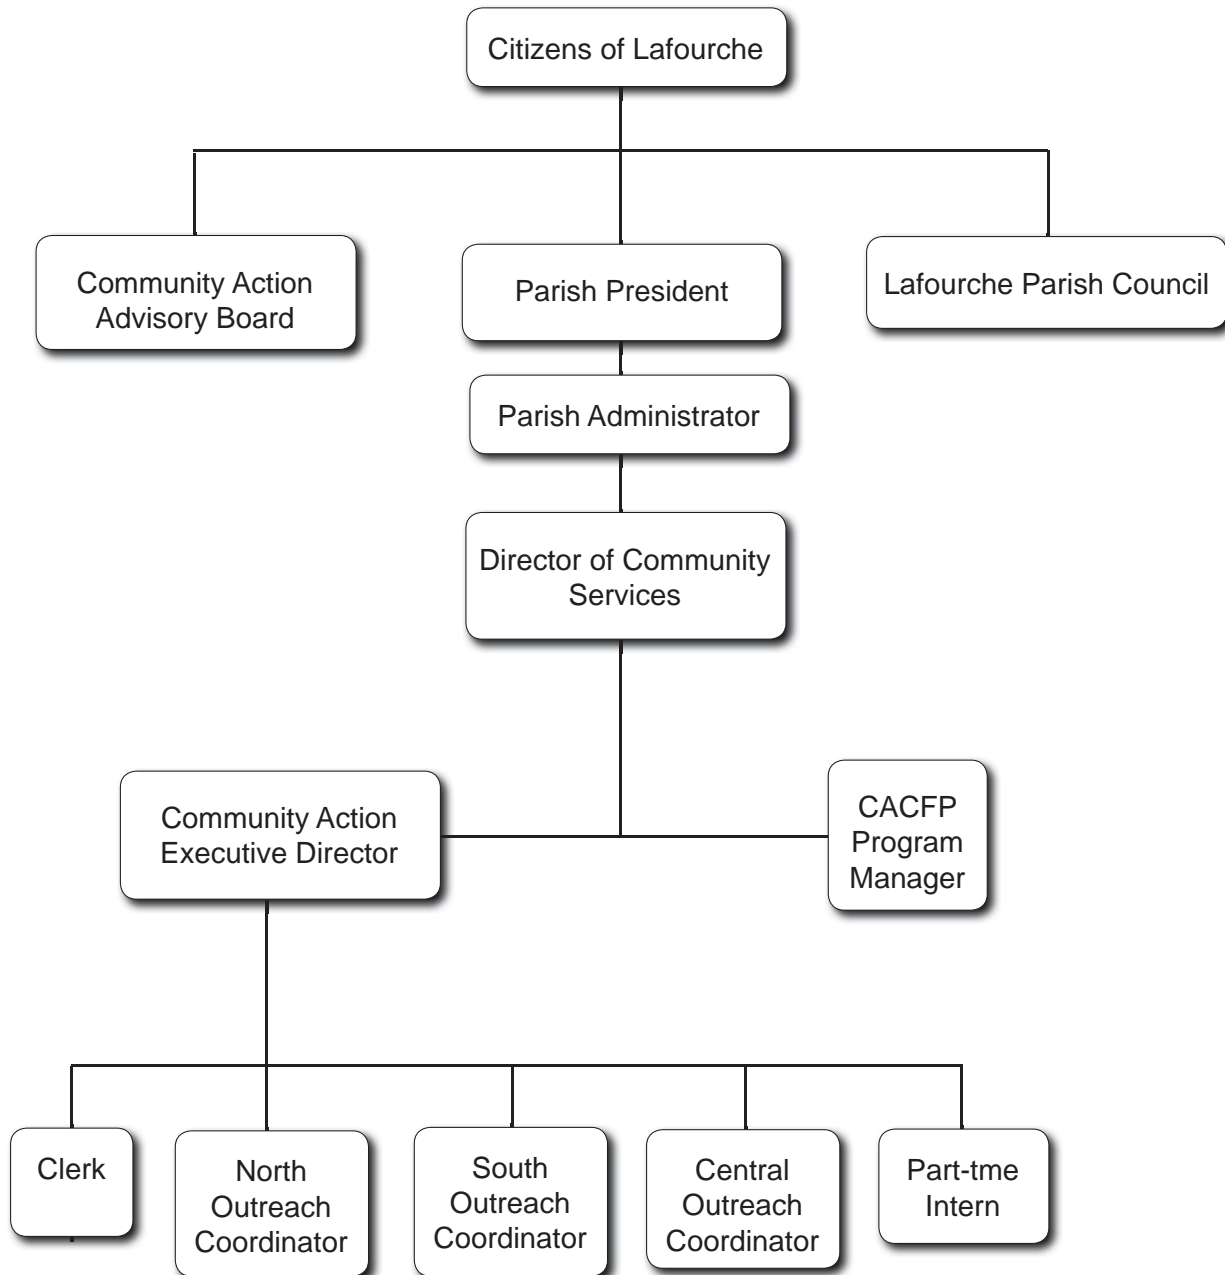 Citizens of Lafourche
Community Action
Advisory Board
Parish President
Lafourche Parish Council
Parish Administrator
Director of Community
Services
Community Action
Executive Director
CACFP
Program
Manager
Clerk
North
Outreach
Coordinator
South
Outreach
Coordinator
Central
Outreach
Coordinator
Part-tme
Intern